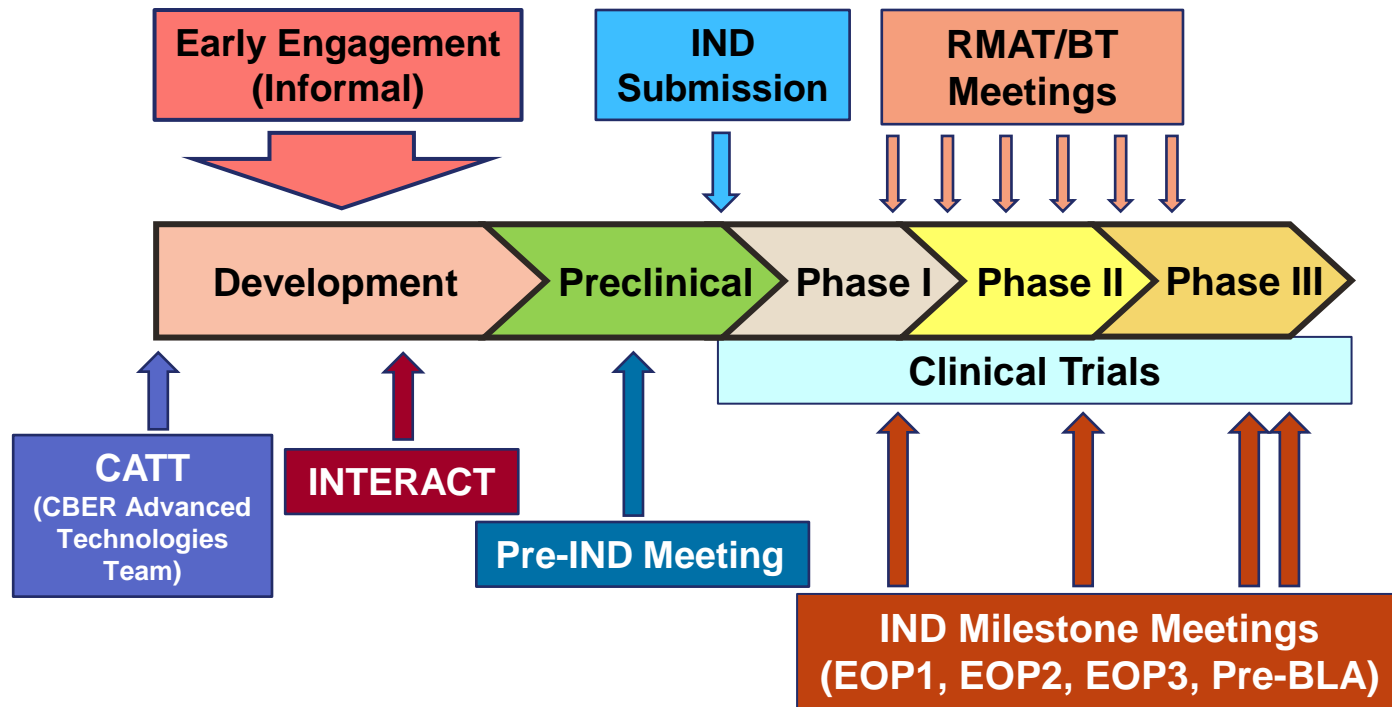 Early Engagement
(Informal)
IND
Submission
RMAT/BT
Meetings
Development
Preclinical
Phase I
Phase II
Phase III
Clinical Trials
CATT
(CBER Advanced
Technologies
Team)
INTERACT
Pre-IND Meeting
IND Milestone Meetings
(EOP1, EOP2, EOP3, Pre-BLA)